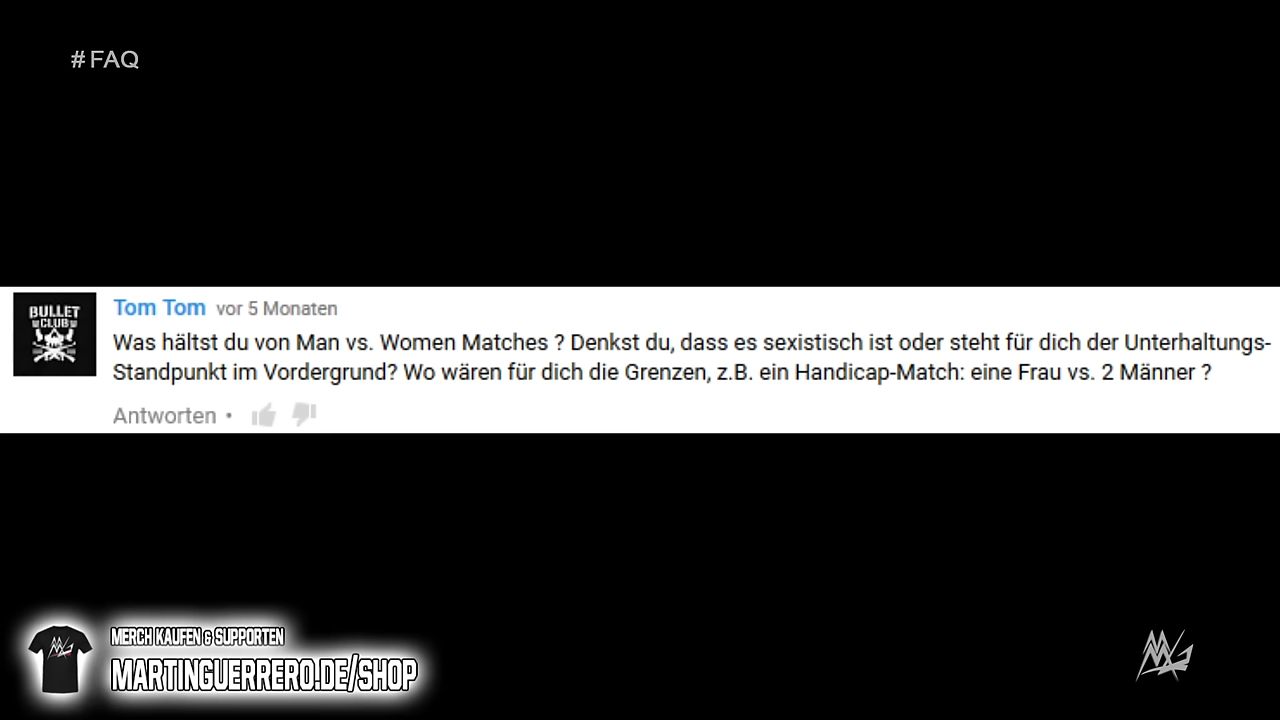 #FAQ
BULLET
CLUB
Tom Tom vor 5 Monaten
Was hältst du von Man vs. Women Matches ? Denkst du, dass es sexistisch ist oder steht für dich der Unterhaltungs-
Standpunkt im Vordergrund? Wo wären für dich die Grenzen, z.B. ein Handicap-Match: eine Frau vs. 2 Männer ?
Antworten •
MERCH KAUFEN & SUPPORTEN
MARTINGUERRERO.DE/SHOP
MG